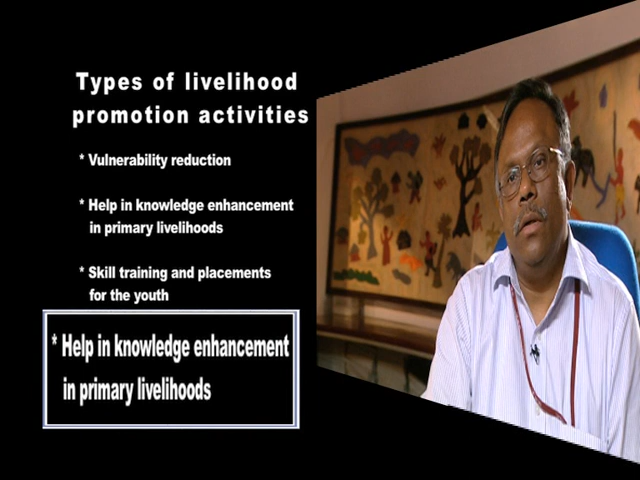 Types of livelihood
promotion activities
* Vulnerability reduction
* Help in knowledge enhancement
in primary livelihoods
* Skill training and placements
for the youth
* Help in knowledge enhancement
in primary livelihoods